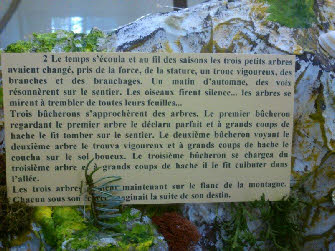 2 Le temps s'écoula et au fil des saisons les trois petits arbres
avaient changé, pris de la force, de la stature, un tronc vigoureux, des
branches et des branchages. Un matin d'automne, des voix
résonnèrent sur le sentier. Les oiseaux firent silence... les arbres se
mirent à trembler de toutes leurs feuilles...
Trois bûcherons s'approchèrent des arbres. Le premier bûcheron
regardant le premier arbre le déclara parfait et à grands coups de
hache le fit tomber sur le sentier. Le deuxième bûcheron voyant le
deuxième arbre le trouva vigoureux et à grands coups de hache le
coucha sur le sol boueux. Le troisième bûcheron se chargea du
troisième arbre et à grands coups de hache il le fit culbuter dans
l'allée.
Les trois arbres maintenant sur le flanc de la montagne.
Chacun sous son imaginait la suite de son destin.